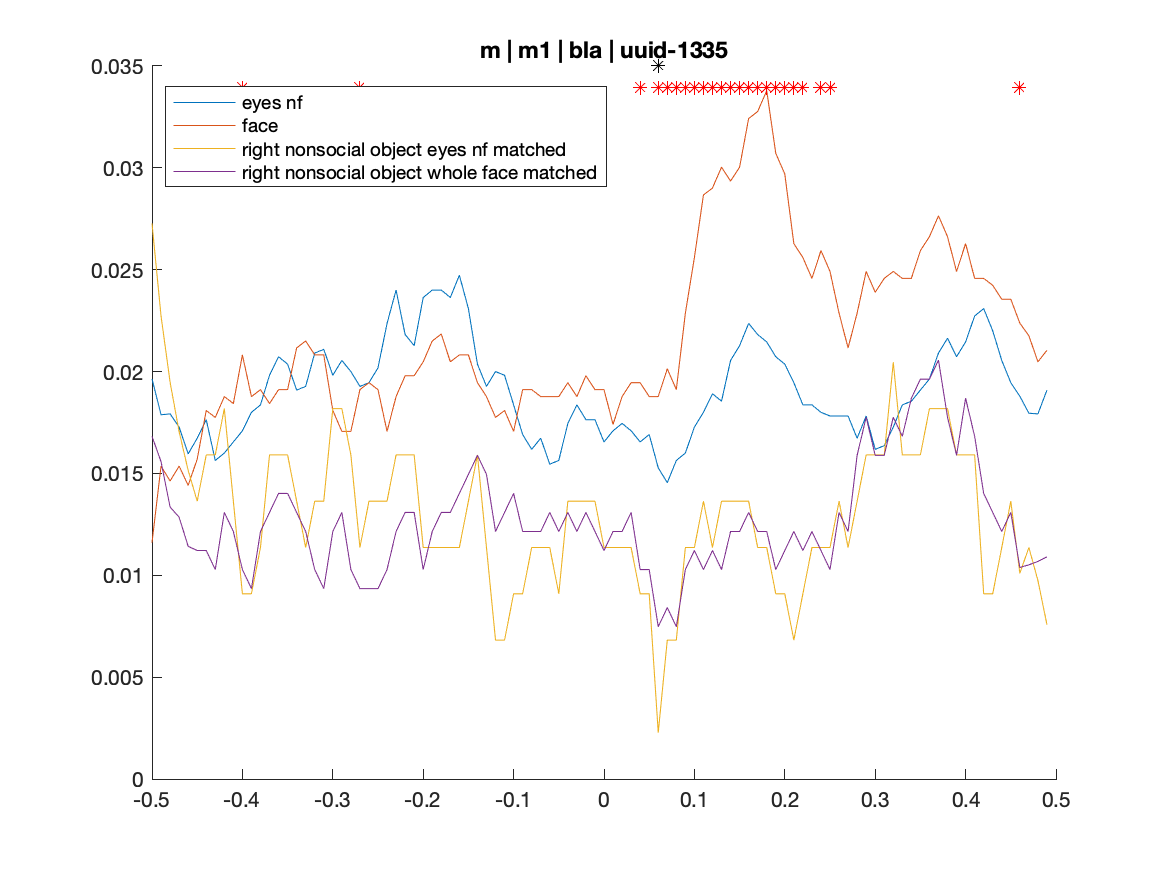 m | m1 | bla | uuid-1335
0.035
0.03
0.025
0.02
0.015
0.01
0.005
0
eyes nf
face
right nonsocial object eyes nf matched
right nonsocial object whole face matched
-0.5 -0.4 -0.3 -0.2 -0.1 0 0.1 0.2 0.3 0.4 0.5